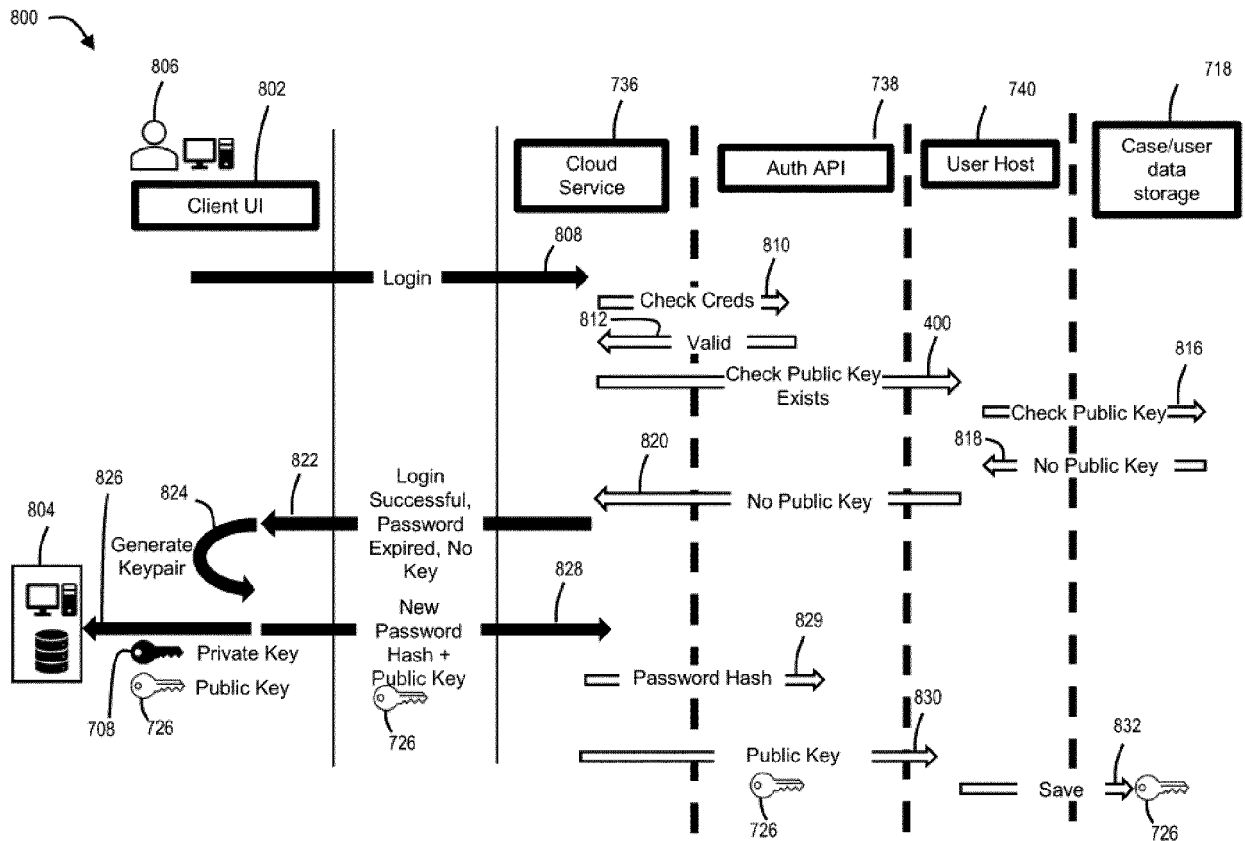 800
806
802
736
738
740
718
Client UI
Cloud
Service
Auth API
User Host
Case/user
data
storage
808
Login
810
Check Creds
812
Valid
400
Check Public Key
Exists
816
Check Public Key
818
No Public Key
820
No Public Key
822
Login
Successful,
Password
Expired, No
Key
824
Generate
Keypair
826
804
828
New
Password
Hash +
Public Key
726
Private Key
Public Key
708
726
829
Password Hash
830
Public Key
726
832
Save
726